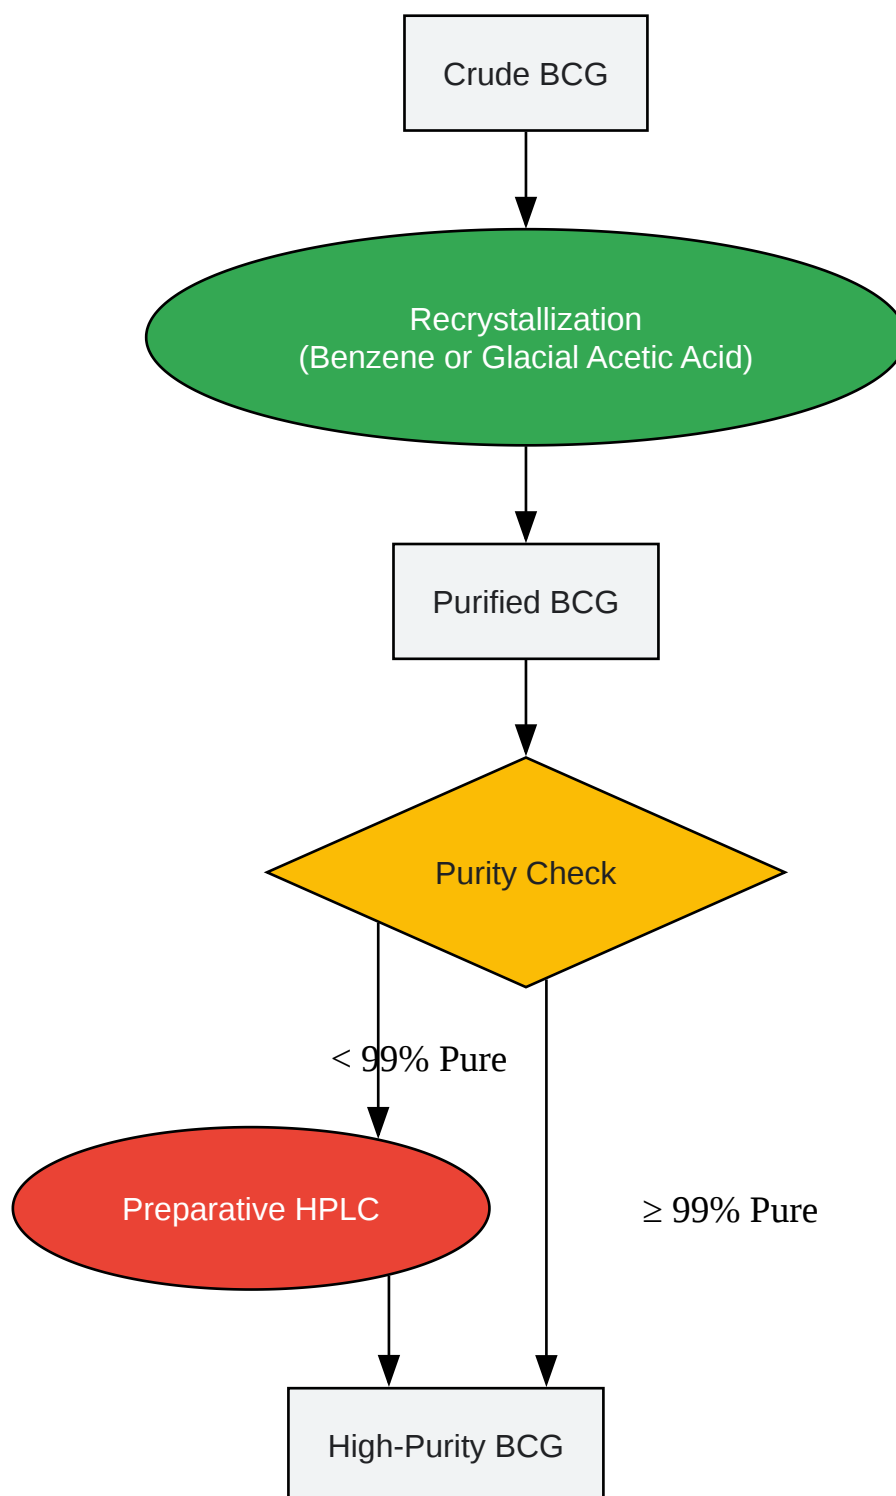 Crude BCG
Recrystallization
(Benzene or Glacial Acetic Acid)
Purified BCG
Purity Check
< 99% Pure
Preparative HPLC
≥ 99% Pure
High-Purity BCG